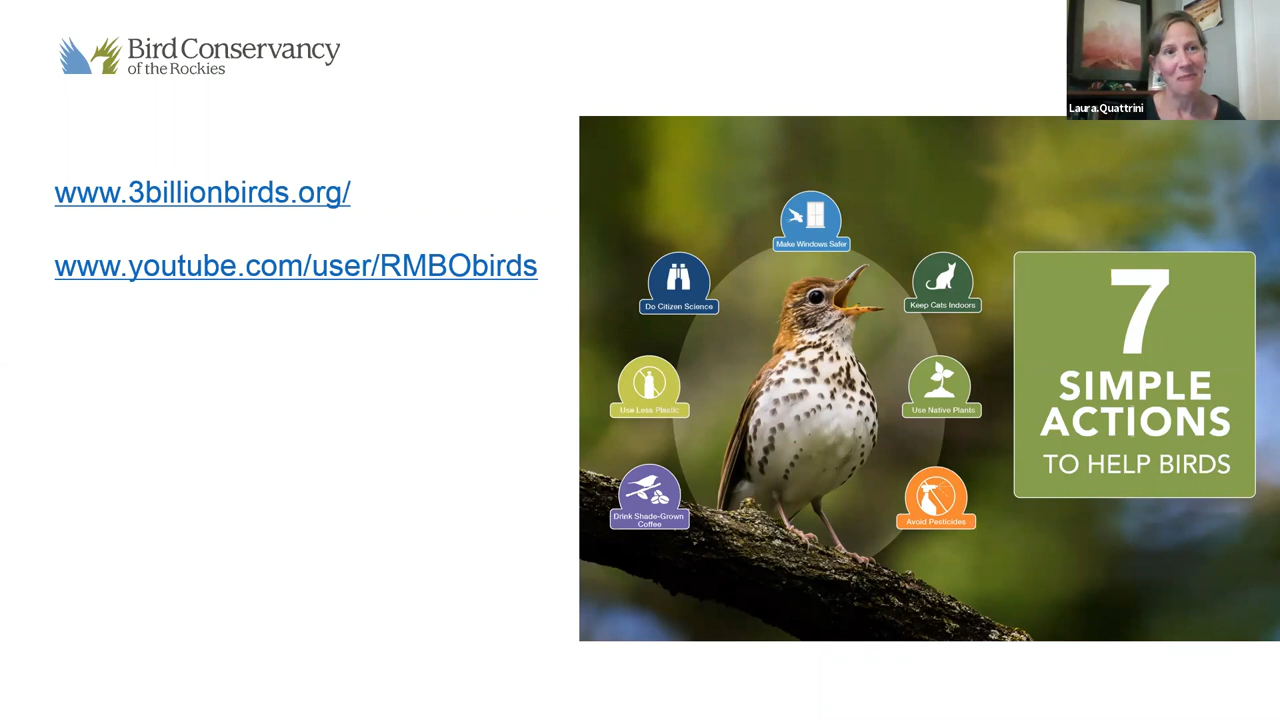 Bird Conservancy
of the Rockies
Laura.Quattrini
www.3billionbirds.org/
www.youtube.com/user/RMBObirds
Make Windows Safer
Do Citizen Science
Keep Cats Indoors
Use Less Plastic
Use Native Plants
Drink Shade-Grown
Coffee
Avoid Pesticides
7
SIMPLE
ACTIONS
TO HELP BIRDS